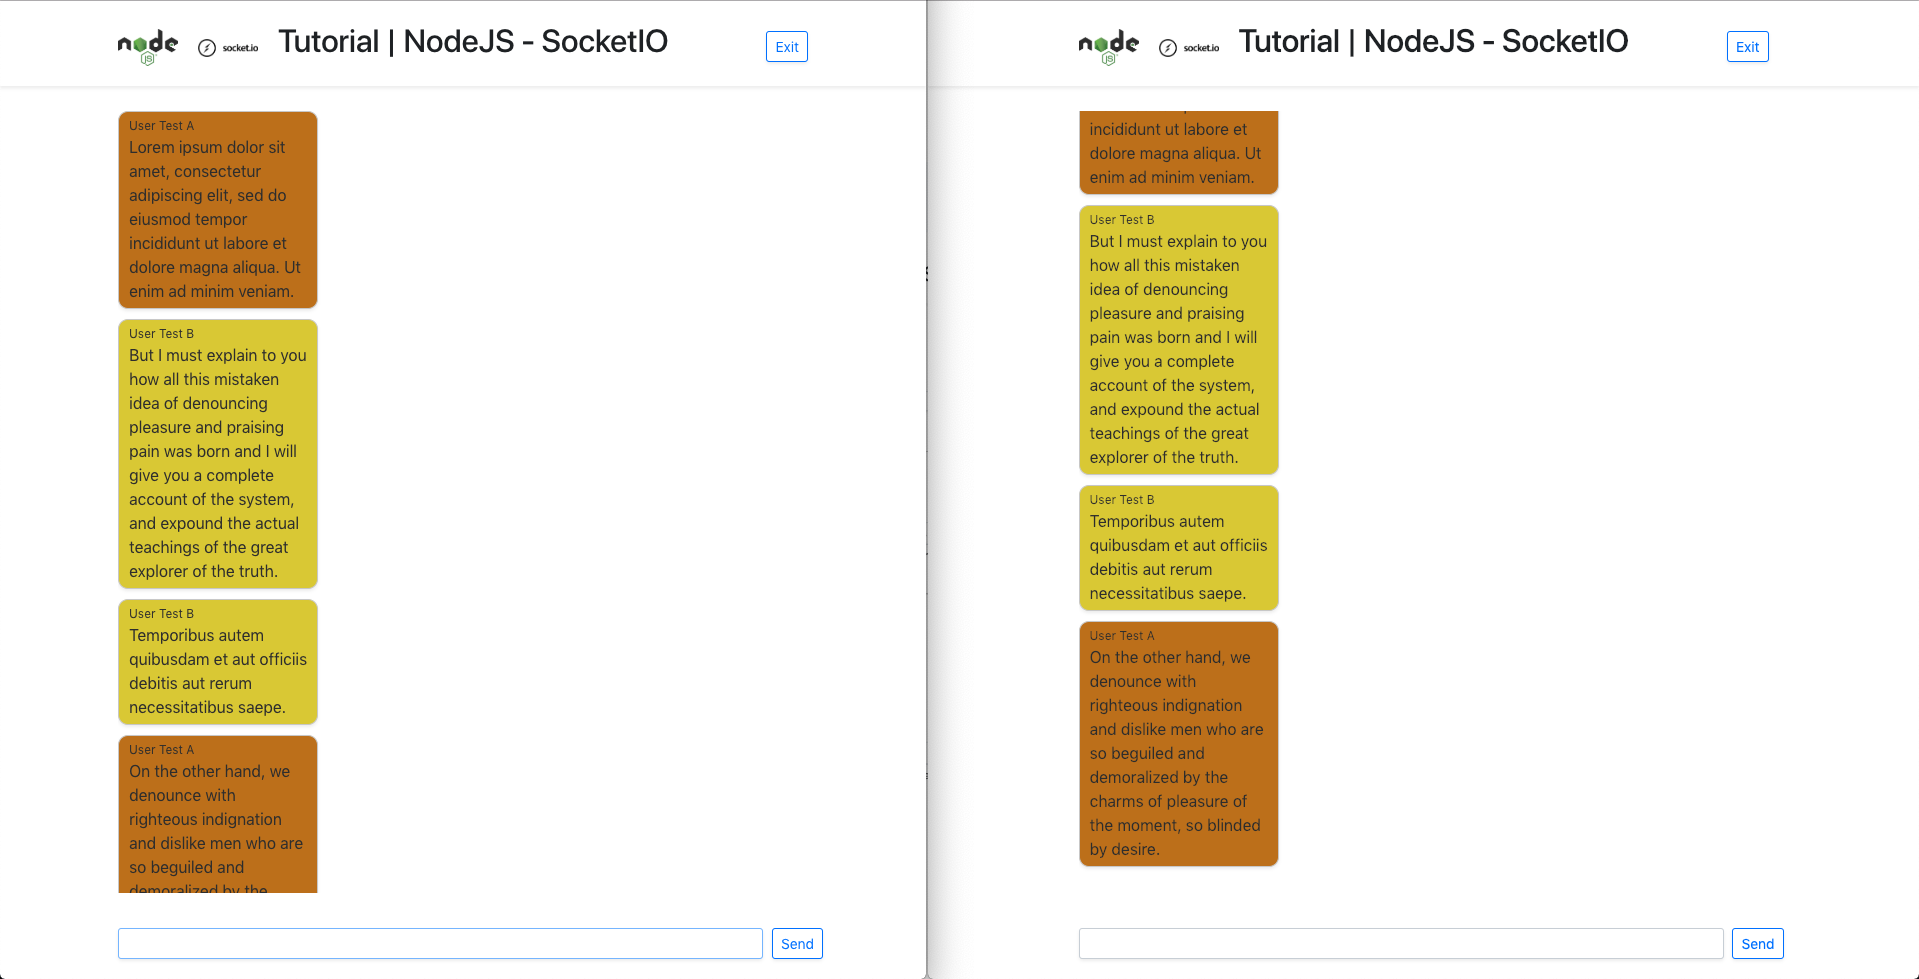 node
JS
socket.io
Tutorial | NodeJS - SocketIO
Exit
User Test A
Lorem ipsum dolor sit
amet, consectetur
adipiscing elit, sed do
eiusmod tempor
incididunt ut labore et
dolore magna aliqua. Ut
enim ad minim veniam.
User Test B
But I must explain to you
how all this mistaken
idea of denouncing
pleasure and praising
pain was born and I will
give you a complete
account of the system,
and expound the actual
teachings of the great
explorer of the truth.
User Test B
Temporibus autem
quibusdam et aut officiis
debitis aut rerum
necessitatibus saepe.
User Test A
On the other hand, we
denounce with
righteous indignation
and dislike men who are
so beguiled and
demoralized by the
Send
node
JS
socket.io
Tutorial | NodeJS - SocketIO
Exit
incididunt ut labore et
dolore magna aliqua. Ut
enim ad minim veniam.
User Test B
But I must explain to you
how all this mistaken
idea of denouncing
pleasure and praising
pain was born and I will
give you a complete
account of the system,
and expound the actual
teachings of the great
explorer of the truth.
User Test B
Temporibus autem
quibusdam et aut officiis
debitis aut rerum
necessitatibus saepe.
User Test A
On the other hand, we
denounce with
righteous indignation
and dislike men who are
so beguiled and
demoralized by the
charms of pleasure of
the moment, so blinded
by desire.
Send